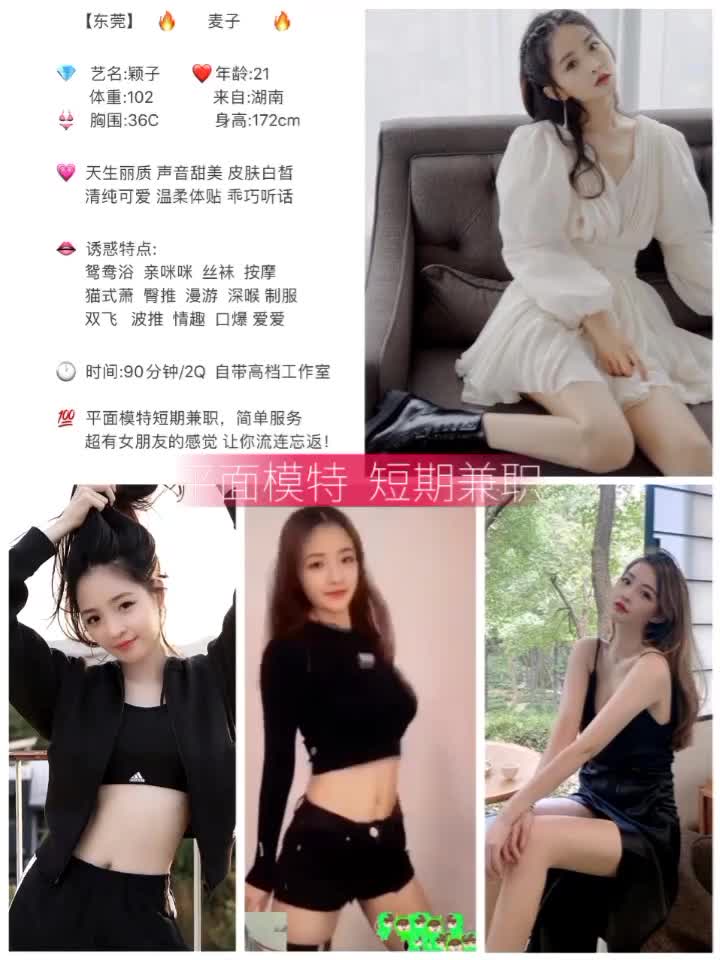 【东莞】 🔥 麦子 🔥
💎 艺名:颖子 ❤️ 年龄:21
体重:102 来自:湖南
👙 胸围:36C 身高:172cm
💗 天生丽质 声音甜美 皮肤白皙
清纯可爱 温柔体贴 乖巧听话
👄 诱惑特点:
鸳鸯浴 亲咪咪 丝袜 按摩
猫式萧 臀推 漫游 深喉 制服
双飞 波推 情趣 口爆 爱爱
🕛 时间:90分钟/2Q 自带高档工作室
💯 平面模特短期兼职，简单服务
超有女朋友的感觉 让你流连忘返!
平面模特 短期兼职
adidas